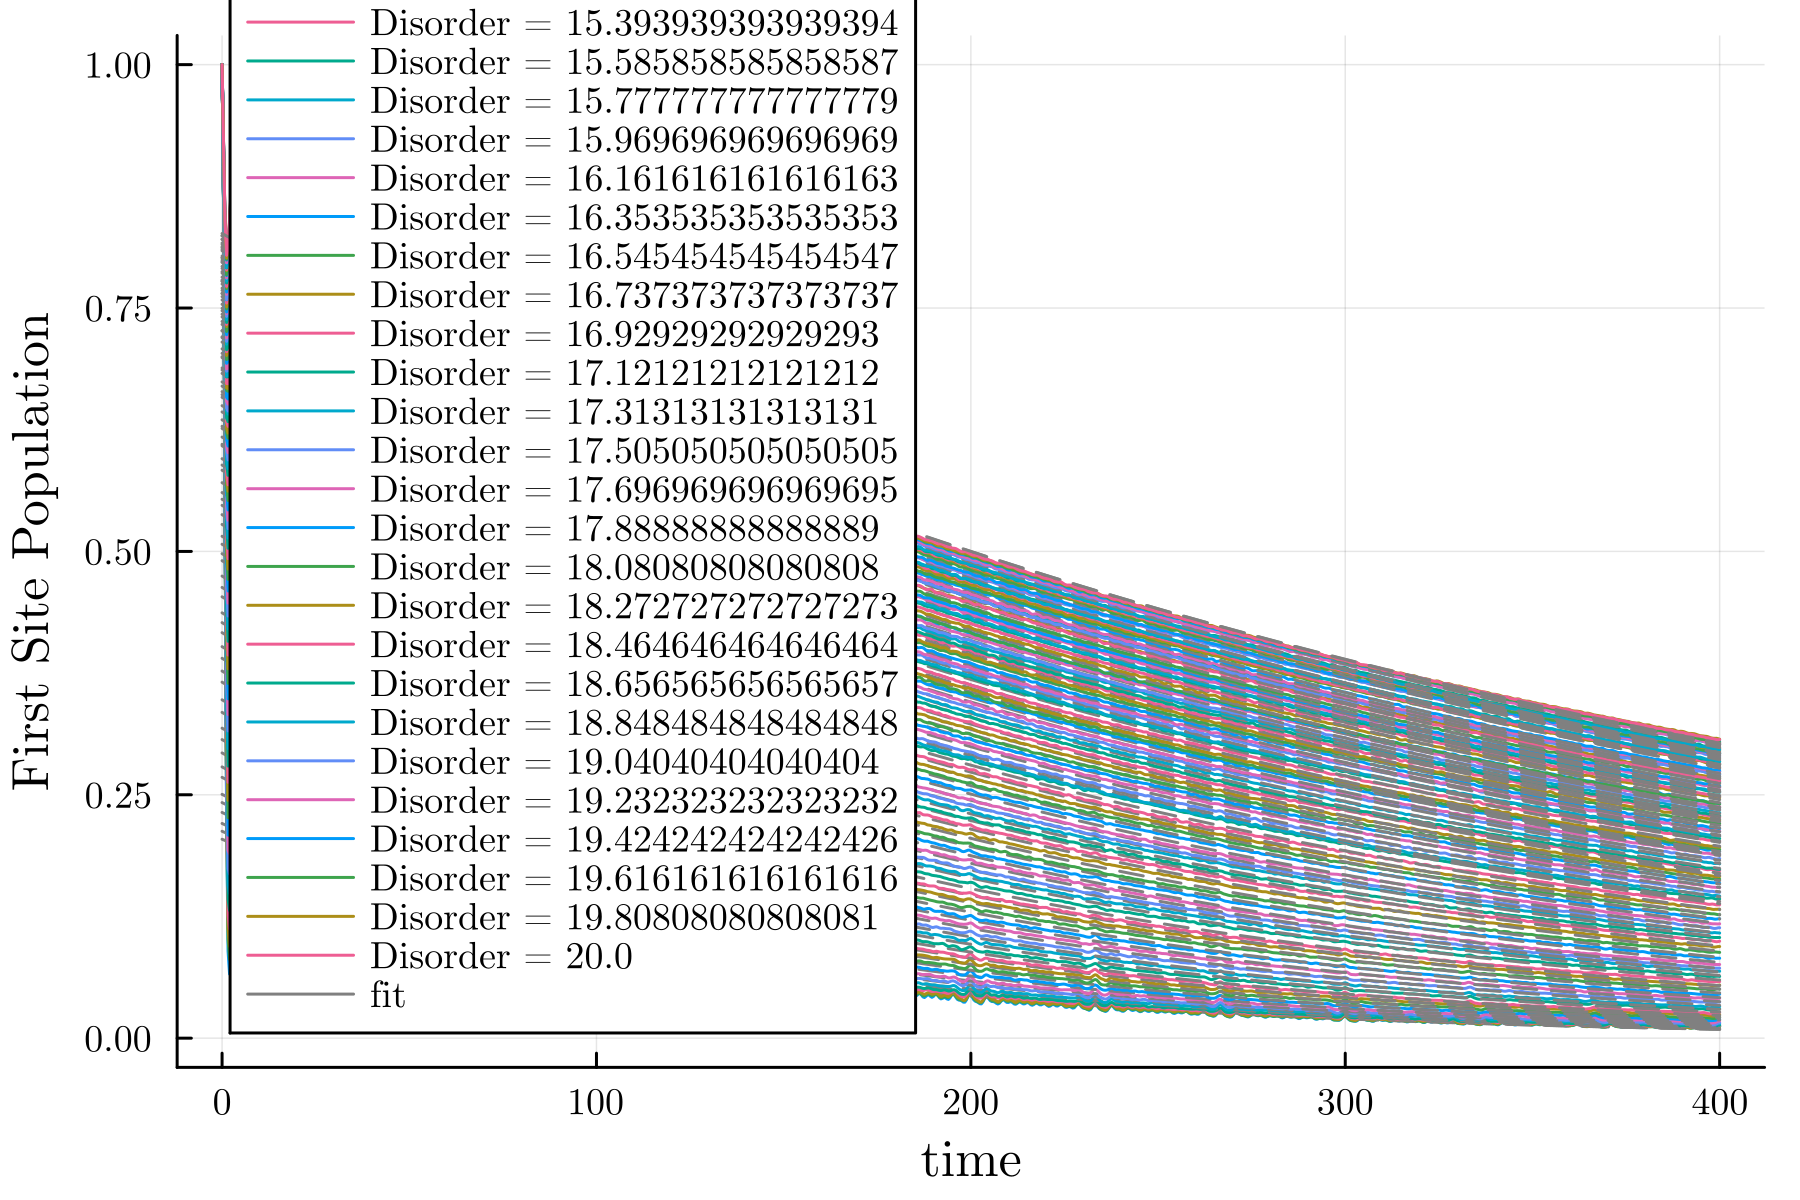 Disorder = 15.393939393939394
Disorder = 15.585858585858587
Disorder = 15.777777777777779
Disorder = 15.969696969696969
Disorder = 16.161616161616163
Disorder = 16.353535353535353
Disorder = 16.545454545454547
Disorder = 16.737373737373737
Disorder = 16.92929292929293
Disorder = 17.12121212121212
Disorder = 17.31313131313131
Disorder = 17.505050505050505
Disorder = 17.696969696969695
Disorder = 17.88888888888889
Disorder = 18.08080808080808
Disorder = 18.272727272727273
Disorder = 18.464646464646464
Disorder = 18.656565656565657
Disorder = 18.848484848484848
Disorder = 19.04040404040404
Disorder = 19.232323232323232
Disorder = 19.424242424242426
Disorder = 19.616161616161616
Disorder = 19.80808080808081
Disorder = 20.0
fit
1.00
0.75
0.50
0.25
0.00
First Site Population
0 100 200 300 400
time